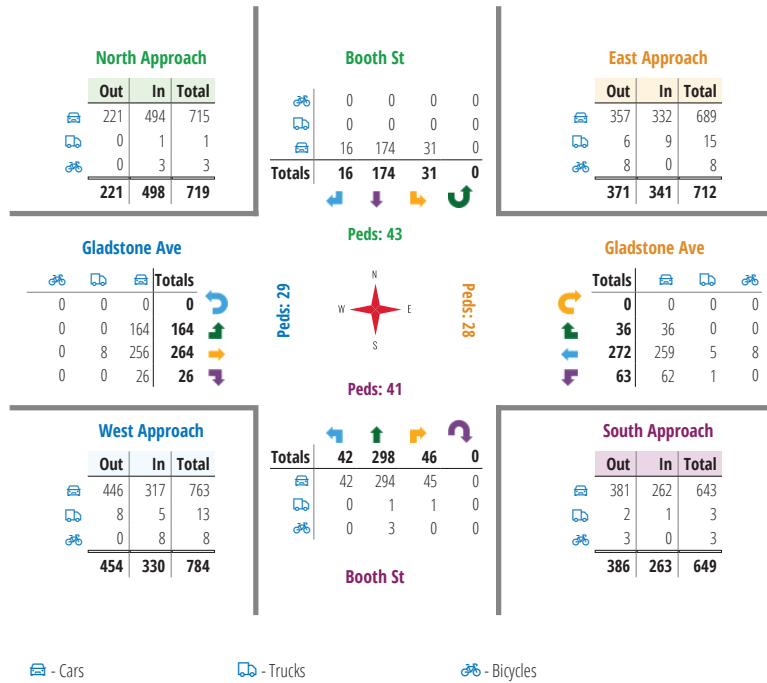 North Approach
Out In Total
221 494 715
0 1 1
0 3 3
221 498 719
Booth St
0 0 0 0
0 0 0 0
16 174 31 0
Totals 16 174 31 0
East Approach
Out In Total
357 332 689
6 9 15
8 0 8
371 341 712
Peds: 43
Gladstone Ave
Totals
0 0 0 0
0 0 164 164
0 8 256 264
0 0 26 26
Peds: 29
N
W E
S
Peds: 28
Gladstone Ave
Totals
0 0 0 0
36 36 0 0
272 259 5 8
63 62 1 0
Peds: 41
West Approach
Out In Total
446 317 763
8 5 13
0 8 8
454 330 784
Totals 42 298 46 0
42 294 45 0
0 1 1 0
0 3 0 0
Booth St
South Approach
Out In Total
381 262 643
2 1 3
3 0 3
386 263 649
- Cars
- Trucks
- Bicycles